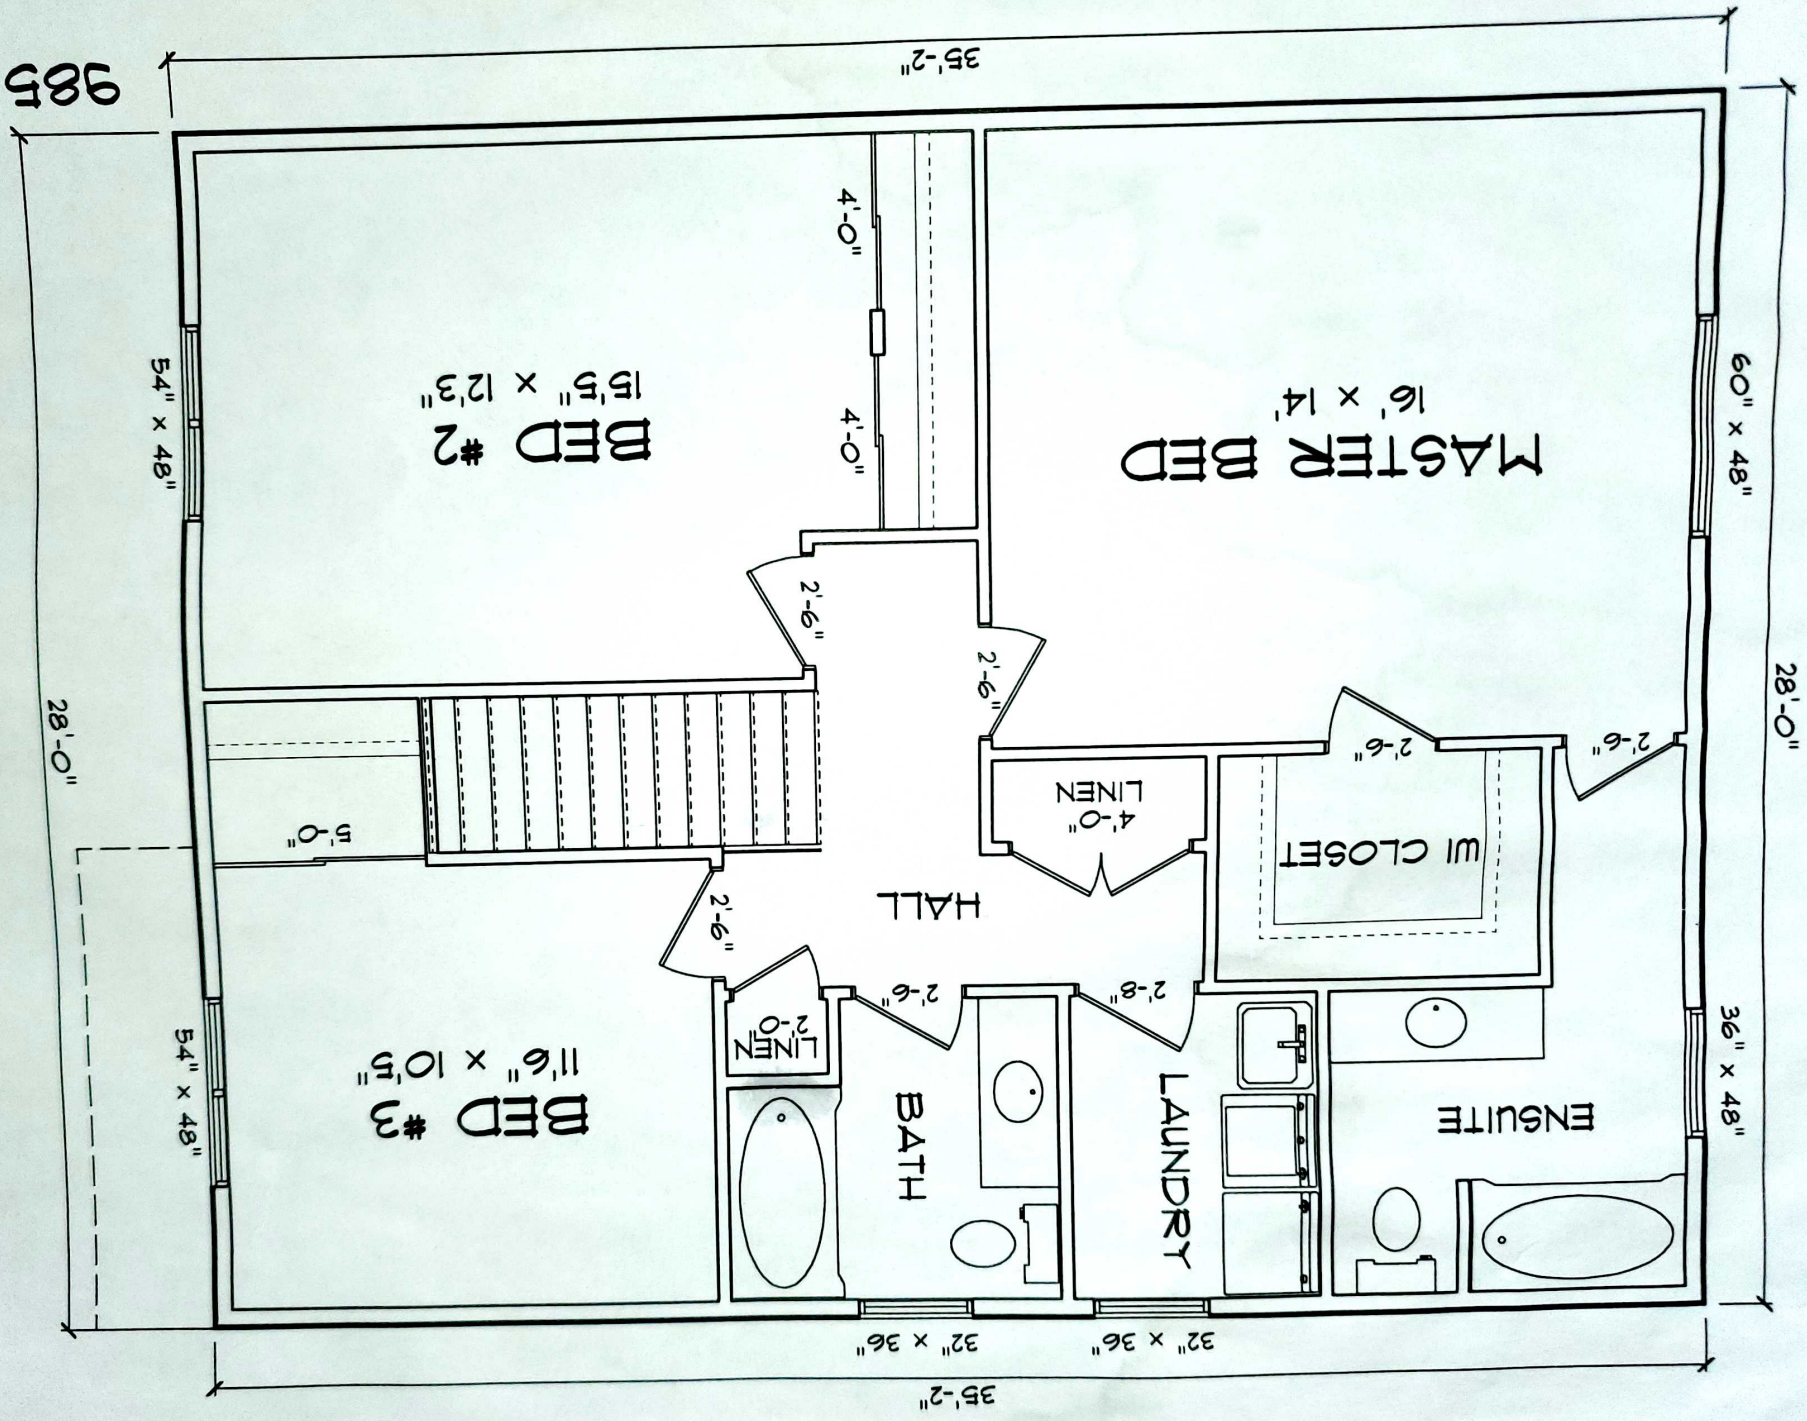 35'-2"
32" x 36"
32" x 36"
36" x 48"
ENSUITE
LAUNDRY
BATH
BED #3
11'6" x 10'5"
54" x 48"
LINEN
2'-0"
2'-8"
2'-6"
2'-6"
HALL
WI CLOSET
4'-0"
LINEN
5'-0"
28'-0"
2'-6"
2'-6"
28'-0"
2'-6"
2'-6"
MASTER BED
16' x 14'
60" x 48"
BED #2
15'5" x 12'3"
54" x 48"
4'-0"
4'-0"
985
35'-2"